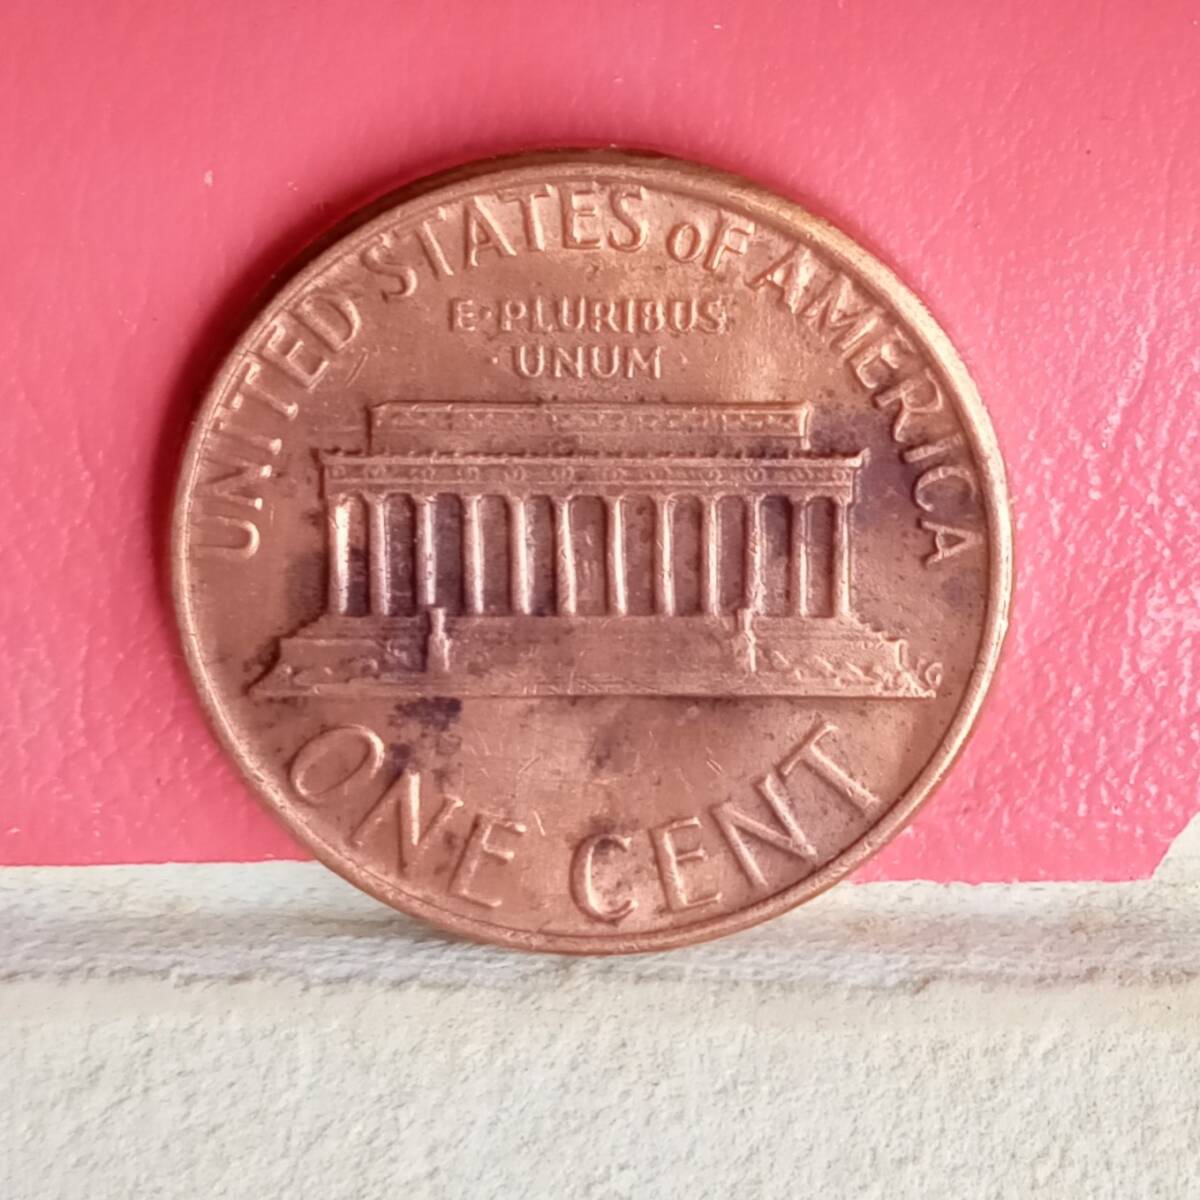 UNITED STATES oF AMERICA
E·PLURIBUS
·UNUM·
ONE CENT